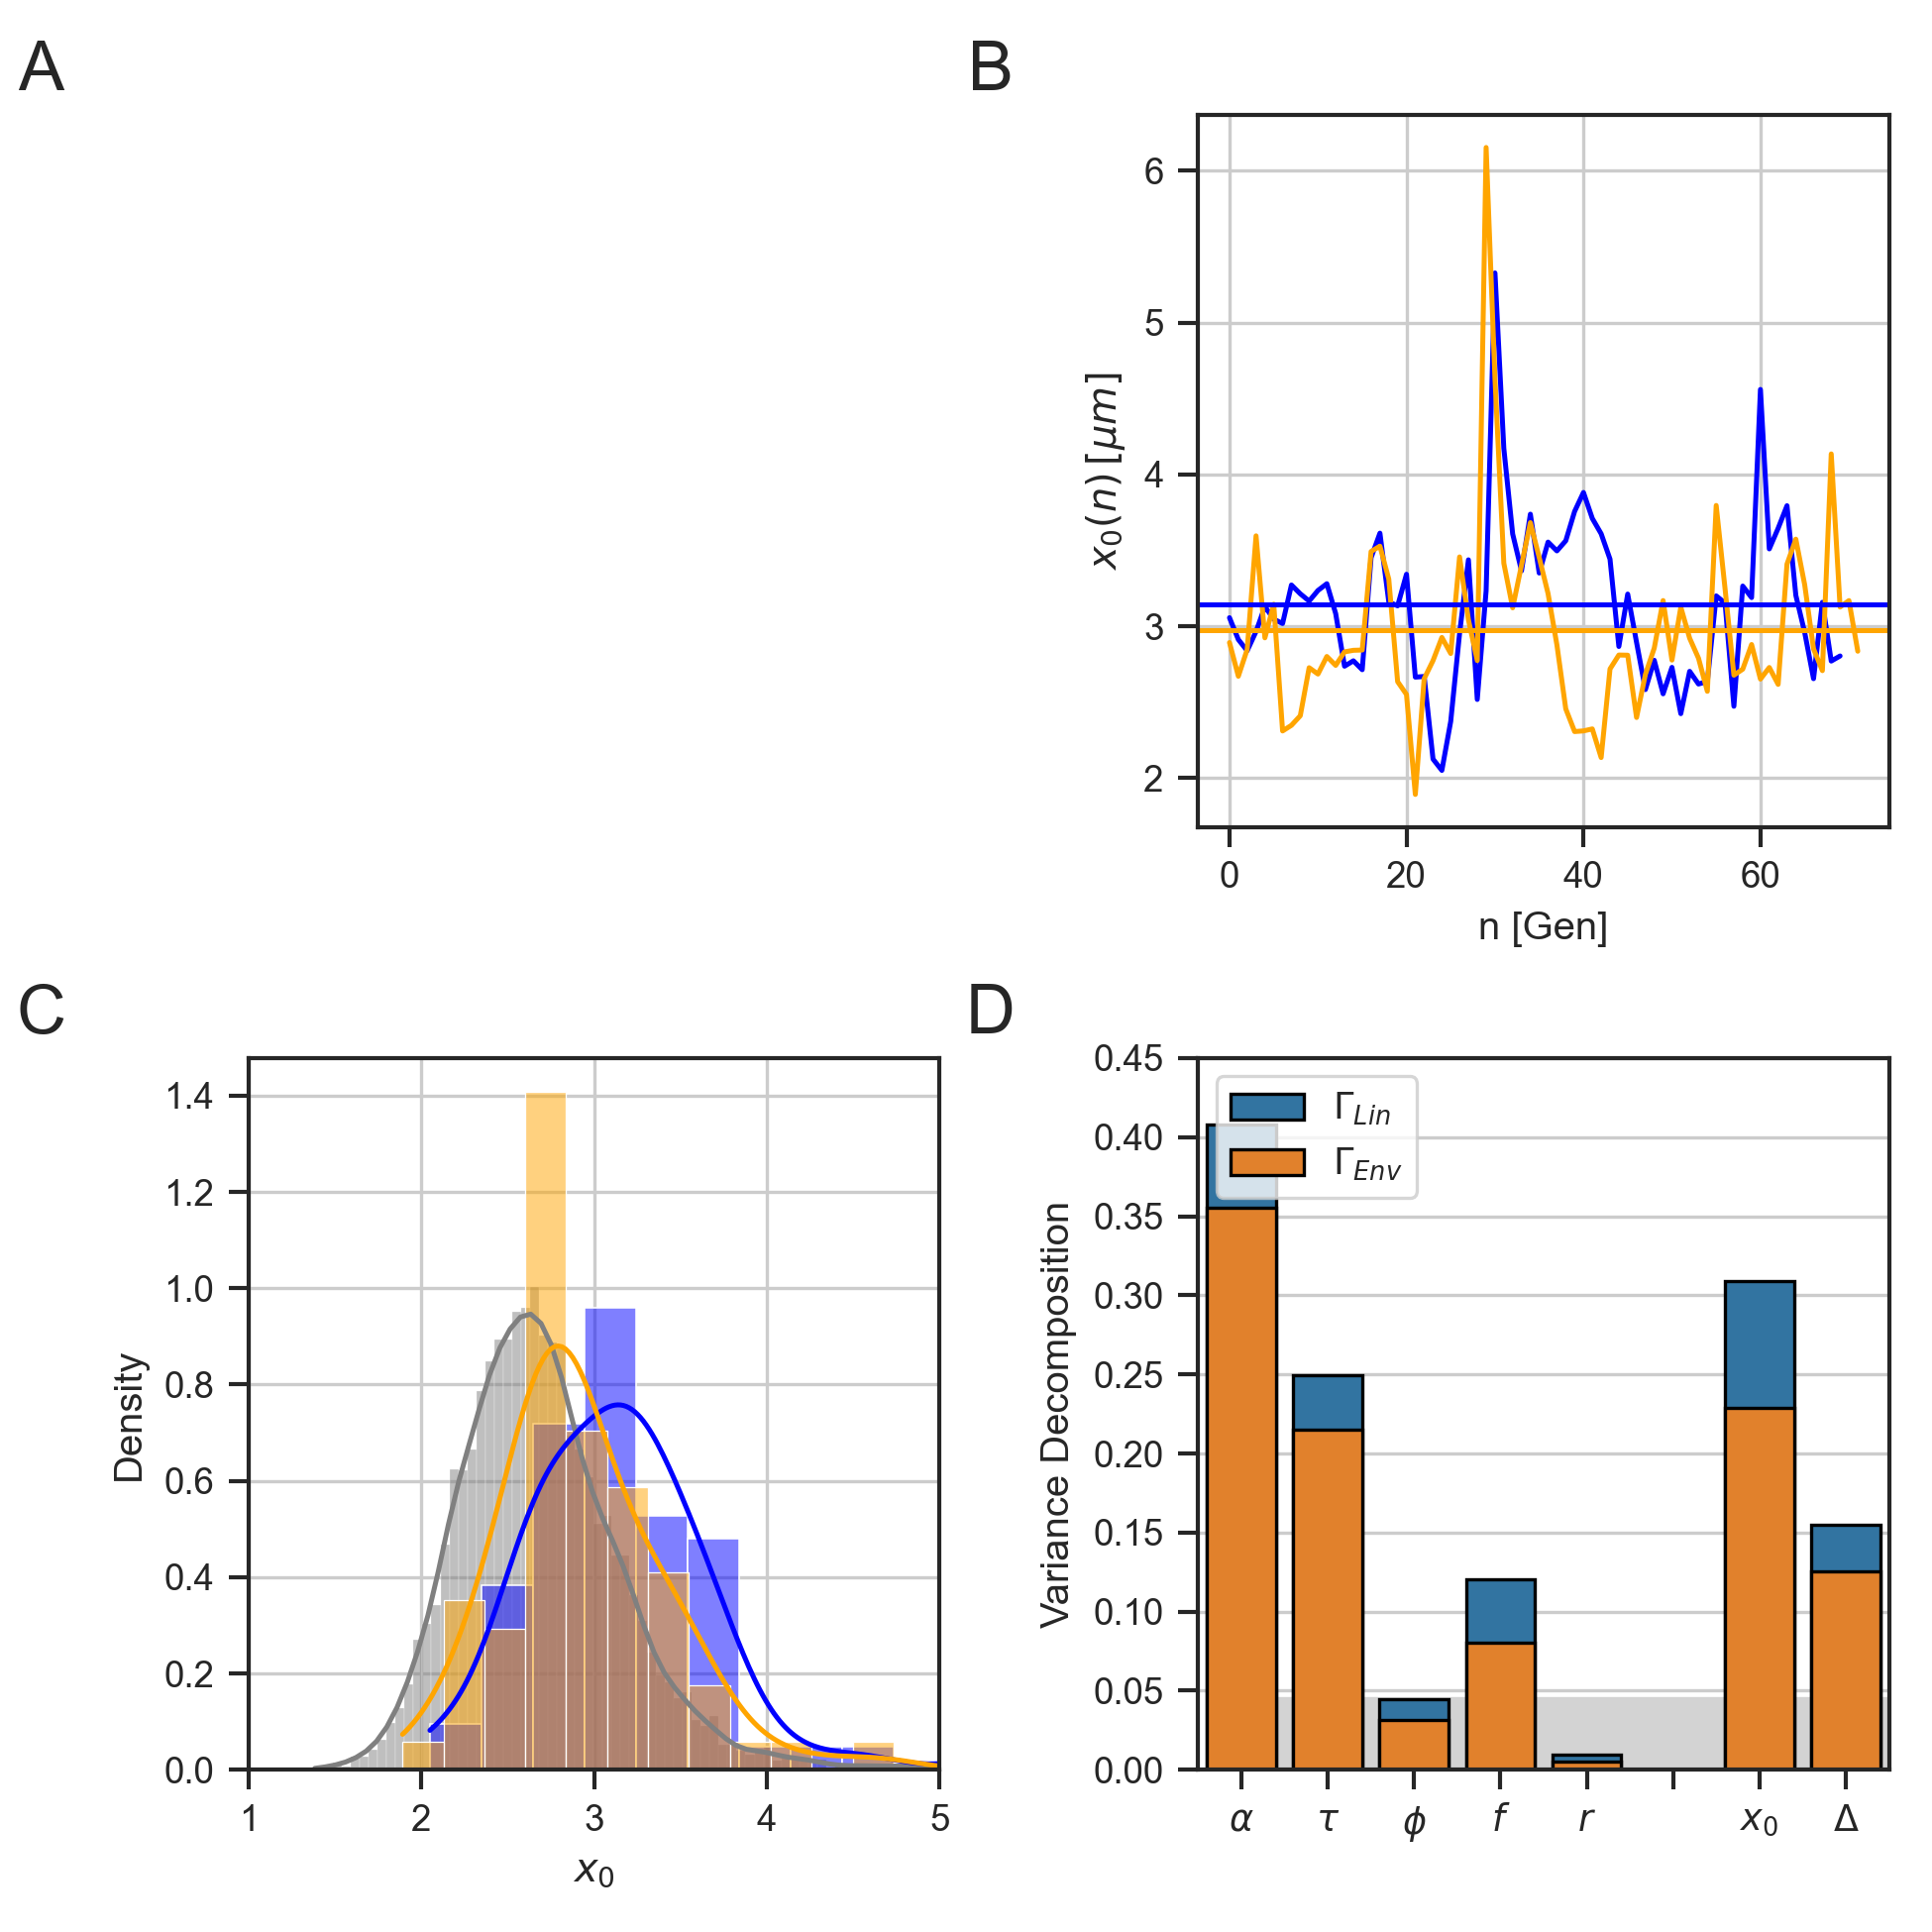 A
B
6
5
4
3
2
x₀(n) [μm]
0 20 40 60
n [Gen]
C
1.4
1.2
1.0
0.8
0.6
0.4
0.2
0.0
Density
1 2 3 4 5
x₀
D
0.45
0.40
0.35
0.30
0.25
0.20
0.15
0.10
0.05
0.00
Variance Decomposition
Γ_Lin
Γ_Env
α τ ϕ f r x₀ Δ